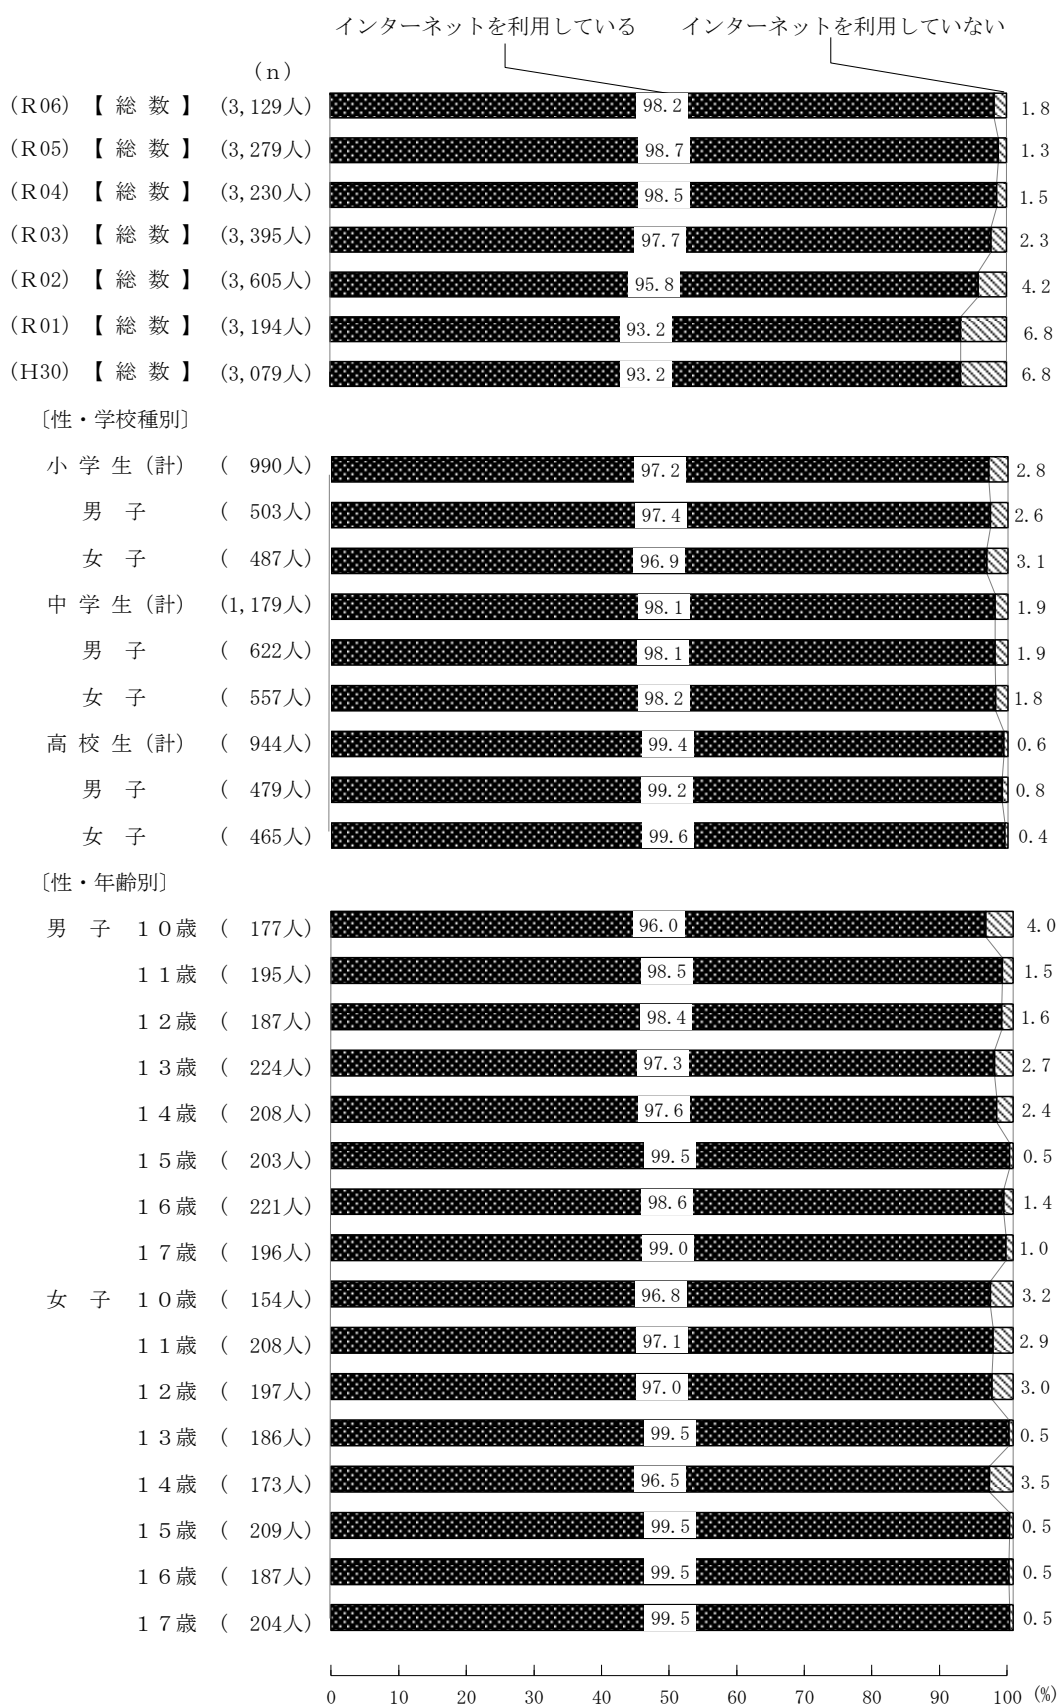 インターネットを利用している　インターネットを利用していない
(ｎ)
(R06) 【 総 数 】 (3,129人) 98.2 1.8
(R05) 【 総 数 】 (3,279人) 98.7 1.3
(R04) 【 総 数 】 (3,230人) 98.5 1.5
(R03) 【 総 数 】 (3,395人) 97.7 2.3
(R02) 【 総 数 】 (3,605人) 95.8 4.2
(R01) 【 総 数 】 (3,194人) 93.2 6.8
(H30) 【 総 数 】 (3,079人) 93.2 6.8
〔性・学校種別〕
小 学 生 (計) ( 990人) 97.2 2.8
男 子 ( 503人) 97.4 2.6
女 子 ( 487人) 96.9 3.1
中 学 生 (計) (1,179人) 98.1 1.9
男 子 ( 622人) 98.1 1.9
女 子 ( 557人) 98.2 1.8
高 校 生 (計) ( 944人) 99.4 0.6
男 子 ( 479人) 99.2 0.8
女 子 ( 465人) 99.6 0.4
〔性・年齢別〕
男 子 １０歳 ( 177人) 96.0 4.0
１１歳 ( 195人) 98.5 1.5
１２歳 ( 187人) 98.4 1.6
１３歳 ( 224人) 97.3 2.7
１４歳 ( 208人) 97.6 2.4
１５歳 ( 203人) 99.5 0.5
１６歳 ( 221人) 98.6 1.4
１７歳 ( 196人) 99.0 1.0
女 子 １０歳 ( 154人) 96.8 3.2
１１歳 ( 208人) 97.1 2.9
１２歳 ( 197人) 97.0 3.0
１３歳 ( 186人) 99.5 0.5
１４歳 ( 173人) 96.5 3.5
１５歳 ( 209人) 99.5 0.5
１６歳 ( 187人) 99.5 0.5
１７歳 ( 204人) 99.5 0.5
0 10 20 30 40 50 60 70 80 90 100 (%)